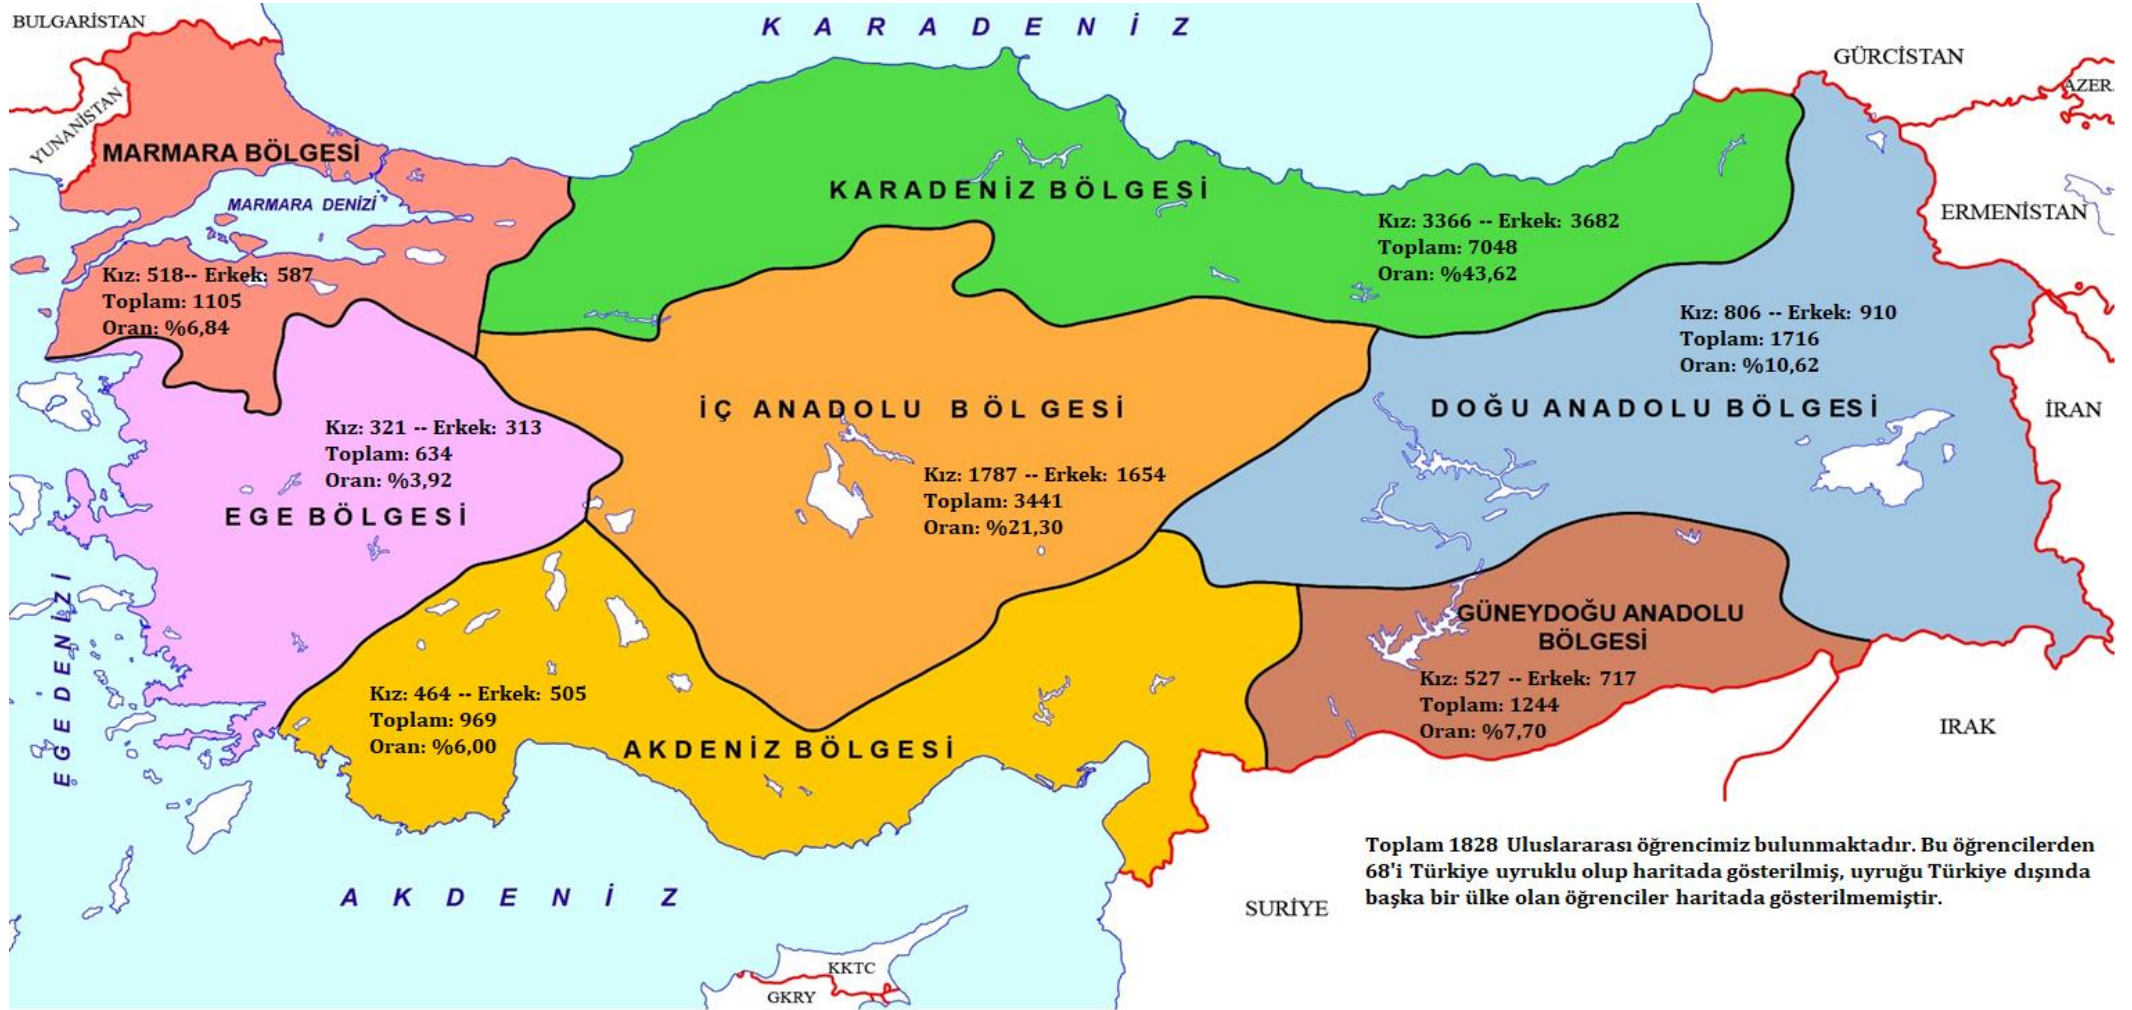 BULGARİSTAN
K A R A D E N İ Z
GÜRCİSTAN
AZER.
YUNANİSTAN
MARMARA BÖLGESİ
MARMARA DENİZİ
KARADENİZ BÖLGESİ
Kız: 3366 -- Erkek: 3682
Toplam: 7048
Oran: %43,62
ERMENİSTAN
Kız: 518-- Erkek: 587
Toplam: 1105
Oran: %6,84
Kız: 806 -- Erkek: 910
Toplam: 1716
Oran: %10,62
İÇ ANADOLU BÖLGESİ
DOĞU ANADOLU BÖLGESİ
İRAN
Kız: 321 -- Erkek: 313
Toplam: 634
Oran: %3,92
EGE BÖLGESİ
Kız: 1787 -- Erkek: 1654
Toplam: 3441
Oran: %21,30
EGE DENİZİ
GÜNEYDOĞU ANADOLU
BÖLGESİ
Kız: 527 -- Erkek: 717
Toplam: 1244
Oran: %7,70
Kız: 464 -- Erkek: 505
Toplam: 969
Oran: %6,00
AKDENİZ BÖLGESİ
IRAK
Toplam 1828 Uluslararası öğrencimiz bulunmaktadır. Bu öğrencilerden
68'i Türkiye uyruklu olup haritada gösterilmiş, uyruğu Türkiye dışında
başka bir ülke olan öğrenciler haritada gösterilmemiştir.
SURİYE
A K D E N İ Z
KKTC
GKRY